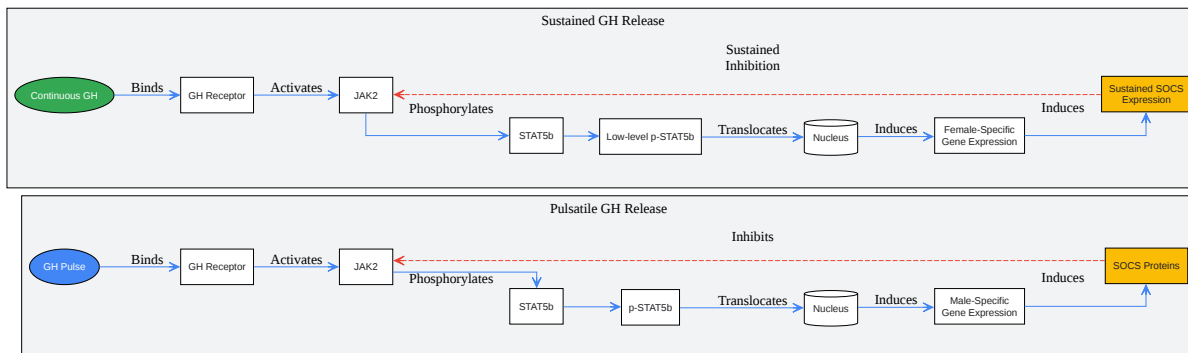 Sustained GH Release
Sustained
Inhibition
Continuous GH
Binds
GH Receptor
Activates
JAK2
Phosphorylates
STAT5b
Low-level p-STAT5b
Translocates
Nucleus
Induces
Female-Specific
Gene Expression
Induces
Sustained SOCS
Expression
Pulsatile GH Release
Inhibits
GH Pulse
Binds
GH Receptor
Activates
JAK2
Phosphorylates
STAT5b
p-STAT5b
Translocates
Nucleus
Induces
Male-Specific
Gene Expression
Induces
SOCS Proteins